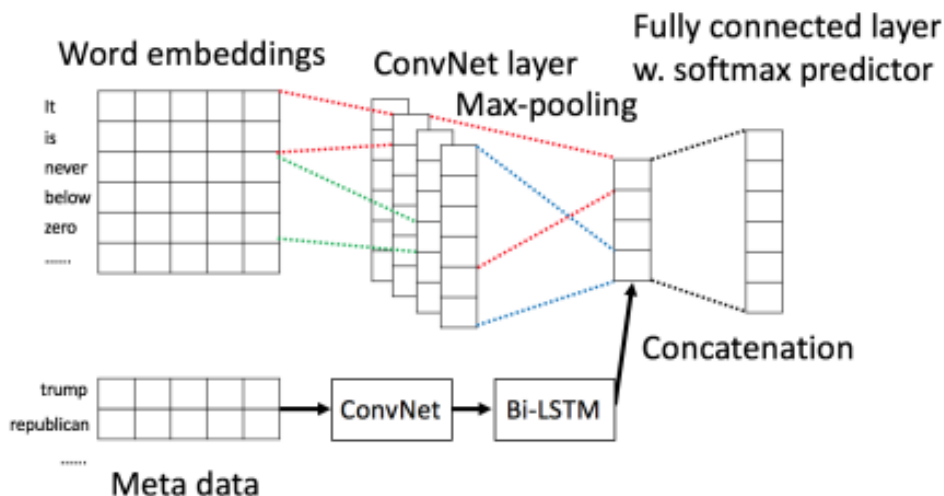 Word embeddings
ConvNet layer
Max-pooling
Fully connected layer
w. softmax predictor
It
is
never
below
zero
......
Concatenation
trump
republican
......
ConvNet
Bi-LSTM
Meta data